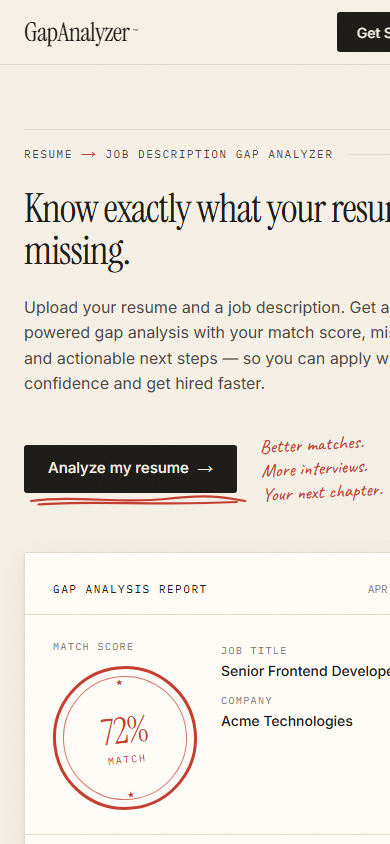 GapAnalyzer
Get S
RESUME → JOB DESCRIPTION GAP ANALYZER
Know exactly what your resu
missing.
Upload your resume and a job description. Get a
powered gap analysis with your match score, mi
and actionable next steps — so you can apply w
confidence and get hired faster.
Analyze my resume →
Better matches.
More interviews.
Your next chapter.
GAP ANALYSIS REPORT
APR
MATCH SCORE
JOB TITLE
Senior Frontend Develope
COMPANY
Acme Technologies
72%
MATCH